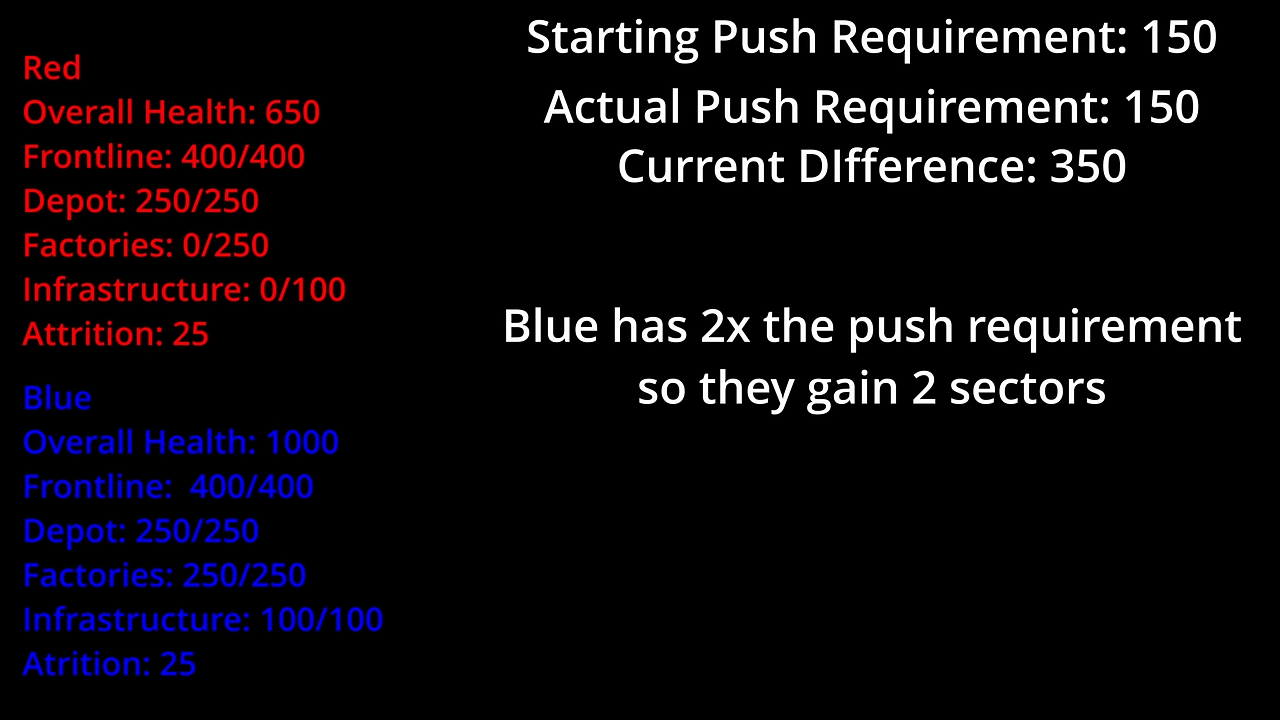 Red
Overall Health: 650
Frontline: 400/400
Depot: 250/250
Factories: 0/250
Infrastructure: 0/100
Attrition: 25
Blue
Overall Health: 1000
Frontline:  400/400
Depot: 250/250
Factories: 250/250
Infrastructure: 100/100
Atrition: 25
Starting Push Requirement: 150
Actual Push Requirement: 150
Current DIfference: 350
Blue has 2x the push requirement
so they gain 2 sectors